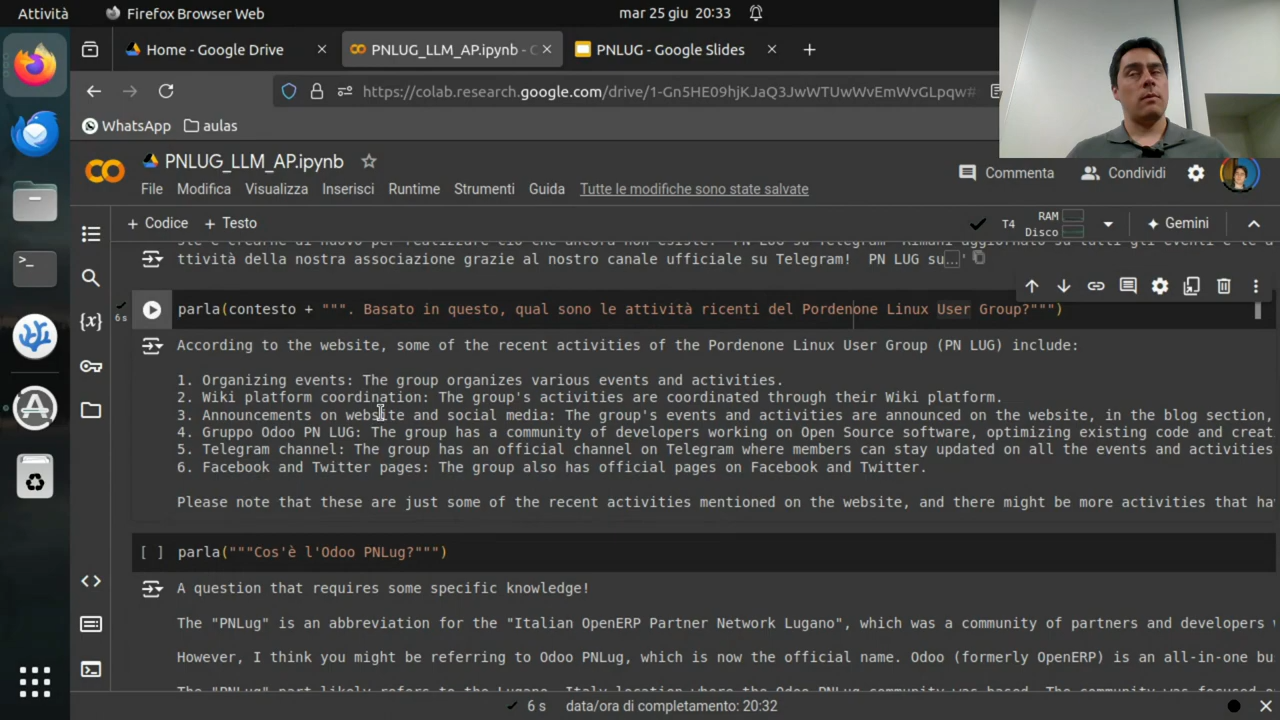 Attività
Firefox Browser Web
mar 25 giu 20:33
Home - Google Drive
PNLUG_LLM_AP.ipynb - C
PNLUG - Google Slides
https://colab.research.google.com/drive/1-Gn5HE09hjKJaQ3JwWTUwWvEmWvGLpqw#
WhatsApp
aulas
PNLUG_LLM_AP.ipynb
Commenta
Condividi
File Modifica Visualizza Inserisci Runtime Strumenti Guida Tutte le modifiche sono state salvate
+ Codice + Testo
T4 RAM Disco
Gemini
ttività della nostra associazione grazie al nostro canale ufficiale su Telegram! PN LUG su...'
6s
parla(contesto + """. Basato in questo, qual sono le attività ricenti del Pordenone Linux User Group?""")
According to the website, some of the recent activities of the Pordenone Linux User Group (PN LUG) include:
1. Organizing events: The group organizes various events and activities.
2. Wiki platform coordination: The group's activities are coordinated through their Wiki platform.
3. Announcements on website and social media: The group's events and activities are announced on the website, in the blog section,
4. Gruppo Odoo PN LUG: The group has a community of developers working on Open Source software, optimizing existing code and creat
5. Telegram channel: The group has an official channel on Telegram where members can stay updated on all the events and activities
6. Facebook and Twitter pages: The group also has official pages on Facebook and Twitter.
Please note that these are just some of the recent activities mentioned on the website, and there might be more activities that ha
[ ] parla("""Cos'è l'Odoo PNLug?""")
A question that requires some specific knowledge!
The "PNLug" is an abbreviation for the "Italian OpenERP Partner Network Lugano", which was a community of partners and developers
However, I think you might be referring to Odoo PNLug, which is now the official name. Odoo (formerly OpenERP) is an all-in-one bu
6 s data/ora di completamento: 20:32